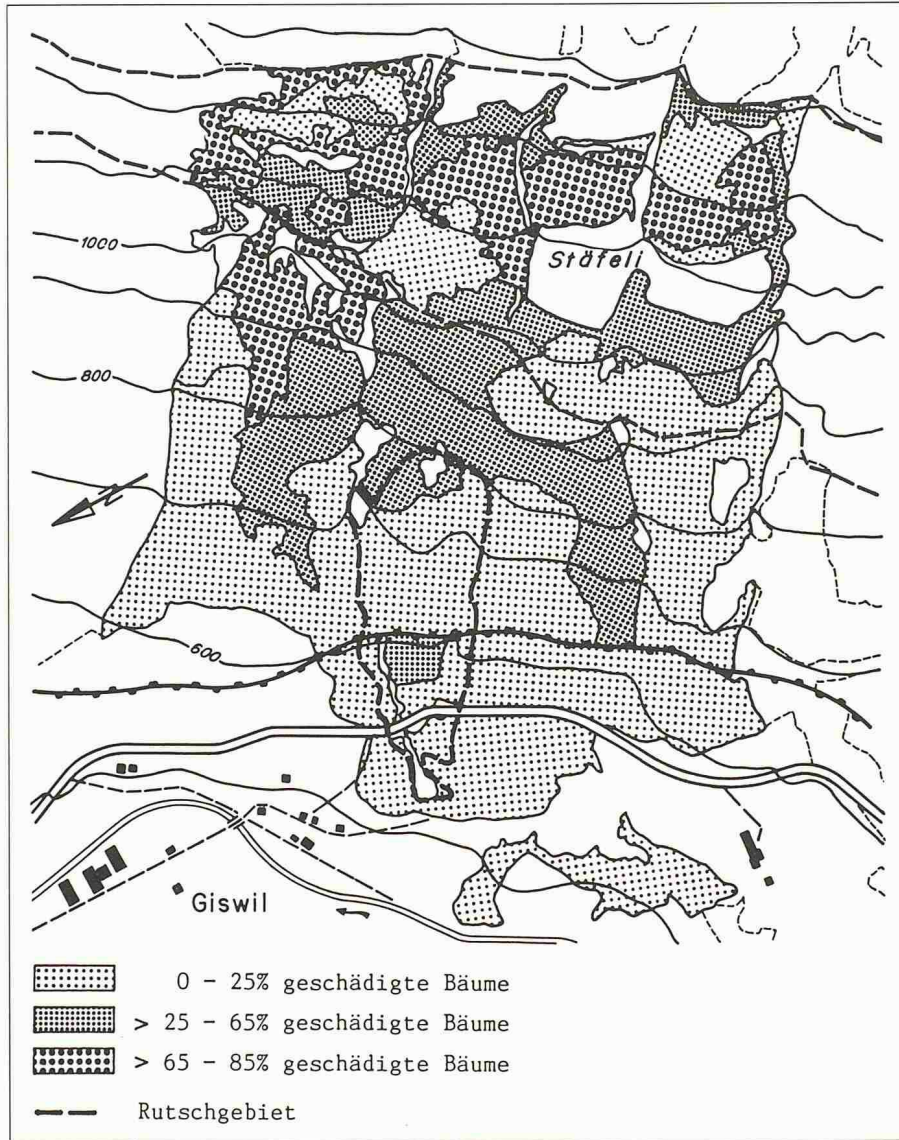 1000
Stäfeli
800
N
600
Giswil
0 - 25% geschädigte Bäume
> 25 - 65% geschädigte Bäume
> 65 - 85% geschädigte Bäume
Rutschgebiet